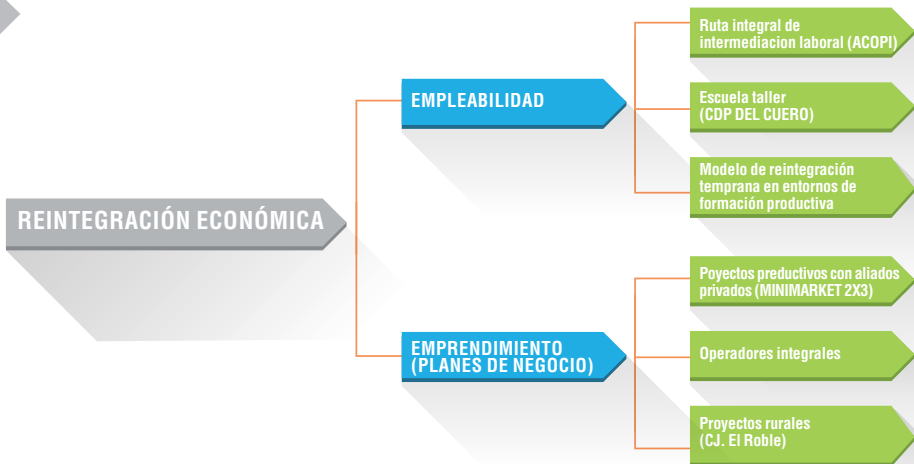 REINTEGRACIÓN ECONÓMICA
EMPLEABILIDAD
Ruta integral de
intermediacion laboral (ACOPI)
Escuela taller
(CDP DEL CUERO)
Modelo de reintegración
temprana en entornos de
formación productiva
EMPRENDIMIENTO
(PLANES DE NEGOCIO)
Poyectos preductivos con aliados
privados (MINIMARKET 2X3)
Operadores integrales
Proyectos rurales
(CJ. El Roble)